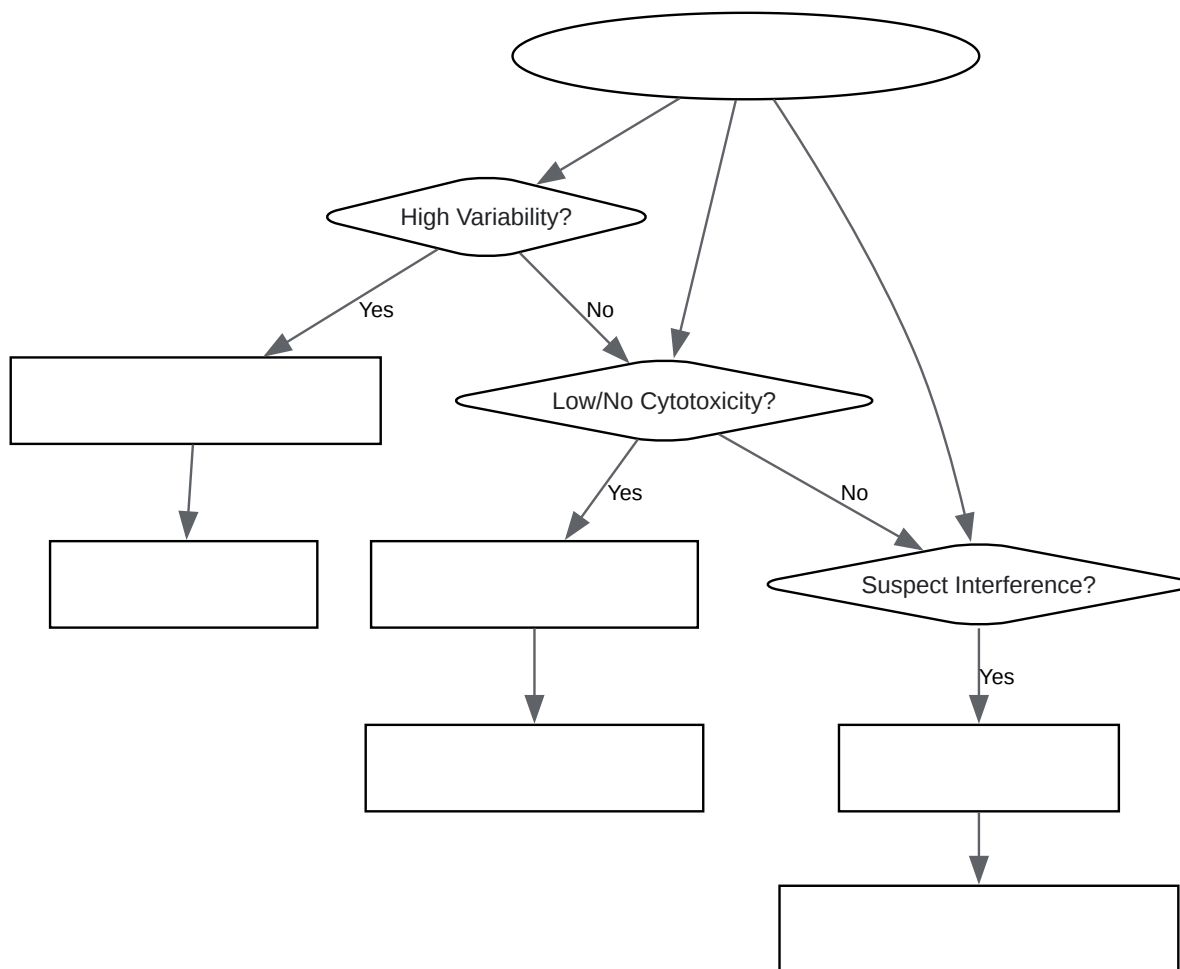 High Variability?
Yes
No
Low/No Cytotoxicity?
Yes
No
Suspect Interference?
Yes